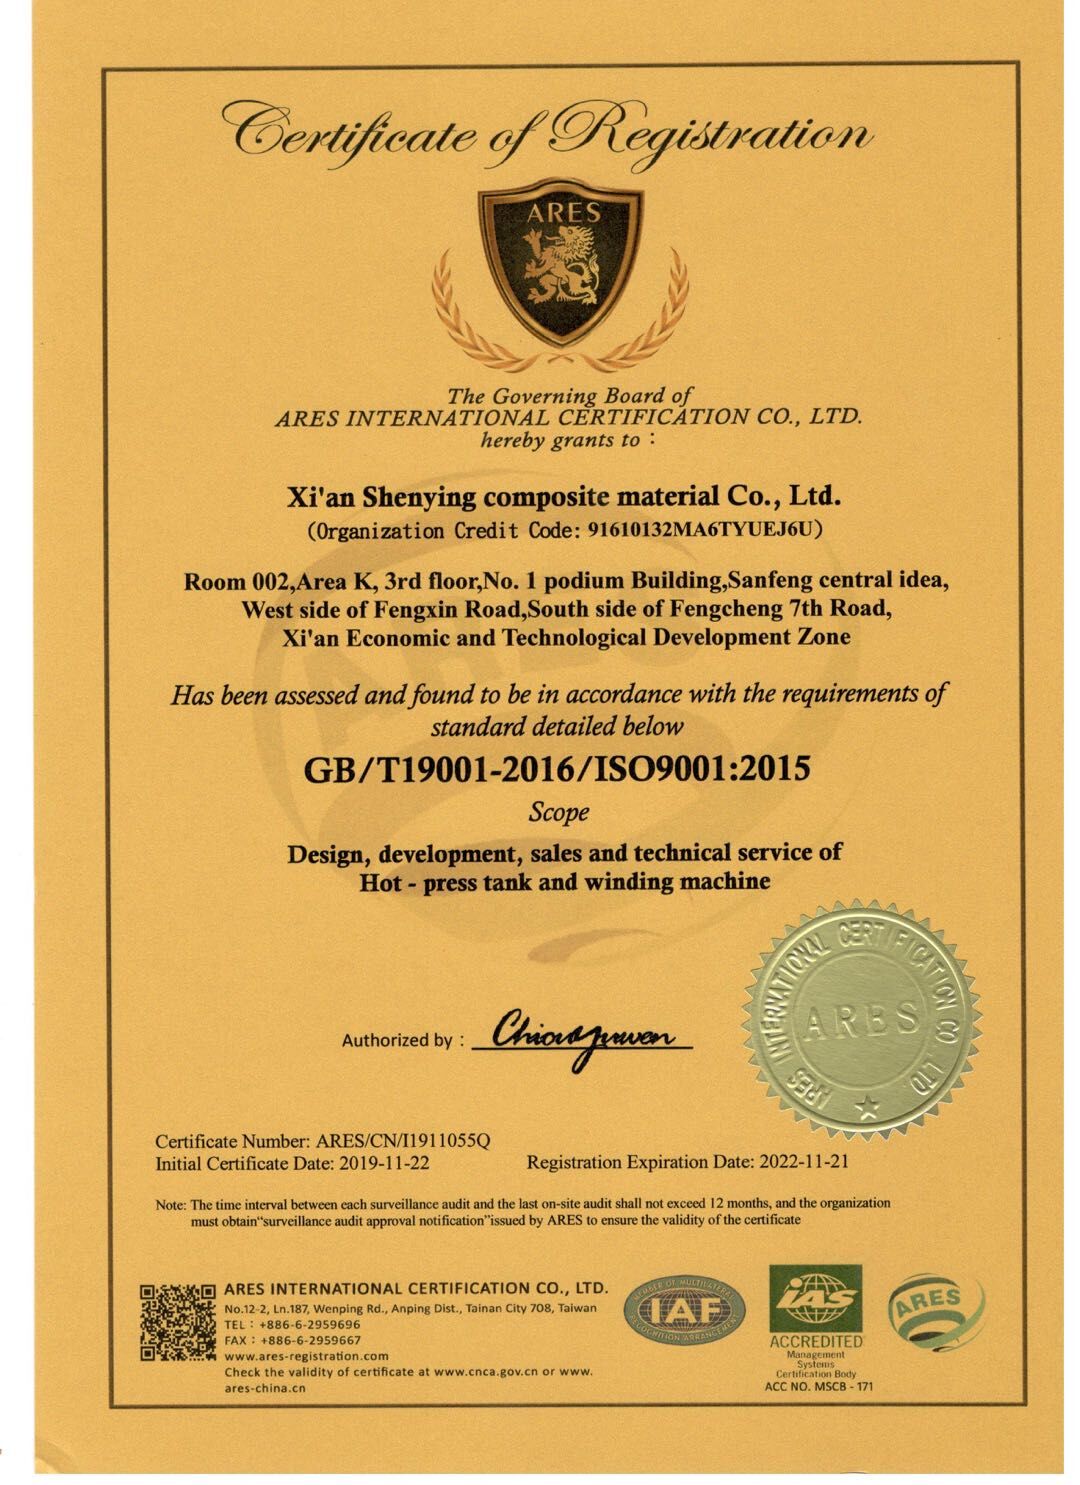 Certificate of Registration
ARES
The Governing Board of
ARES INTERNATIONAL CERTIFICATION CO., LTD.
hereby grants to :
Xi'an Shenying composite material Co., Ltd.
(Organization Credit Code: 91610132MA6TYUEJ6U)
Room 002,Area K, 3rd floor,No. 1 podium Building,Sanfeng central idea,
West side of Fengxin Road,South side of Fengcheng 7th Road,
Xi'an Economic and Technological Development Zone
Has been assessed and found to be in accordance with the requirements of
standard detailed below
GB/T19001-2016/ISO9001:2015
Scope
Design, development, sales and technical service of
Hot - press tank and winding machine
ARES INTERNATIONAL CERTIFICATION CO., LTD.
ARES
Authorized by :
Certificate Number: ARES/CN/I1911055Q
Initial Certificate Date: 2019-11-22
Registration Expiration Date: 2022-11-21
Note: The time interval between each surveillance audit and the last on-site audit shall not exceed 12 months, and the organization
must obtain“surveillance audit approval notification”issued by ARES to ensure the validity of the certificate
ARES INTERNATIONAL CERTIFICATION CO., LTD.
No.12-2, Ln.187, Wenping Rd., Anping Dist., Tainan City 708, Taiwan
TEL : +886-6-2959696
FAX : +886-6-2959667
www.ares-registration.com
Check the validity of certificate at www.cnca.gov.cn or www.
ares-china.cn
MEMBER OF MULTILATERAL
IAF
RECOGNITION ARRANGEMENT
ias
ACCREDITED
Management
Systems
Certification Body
ACC NO. MSCB - 171
ARES